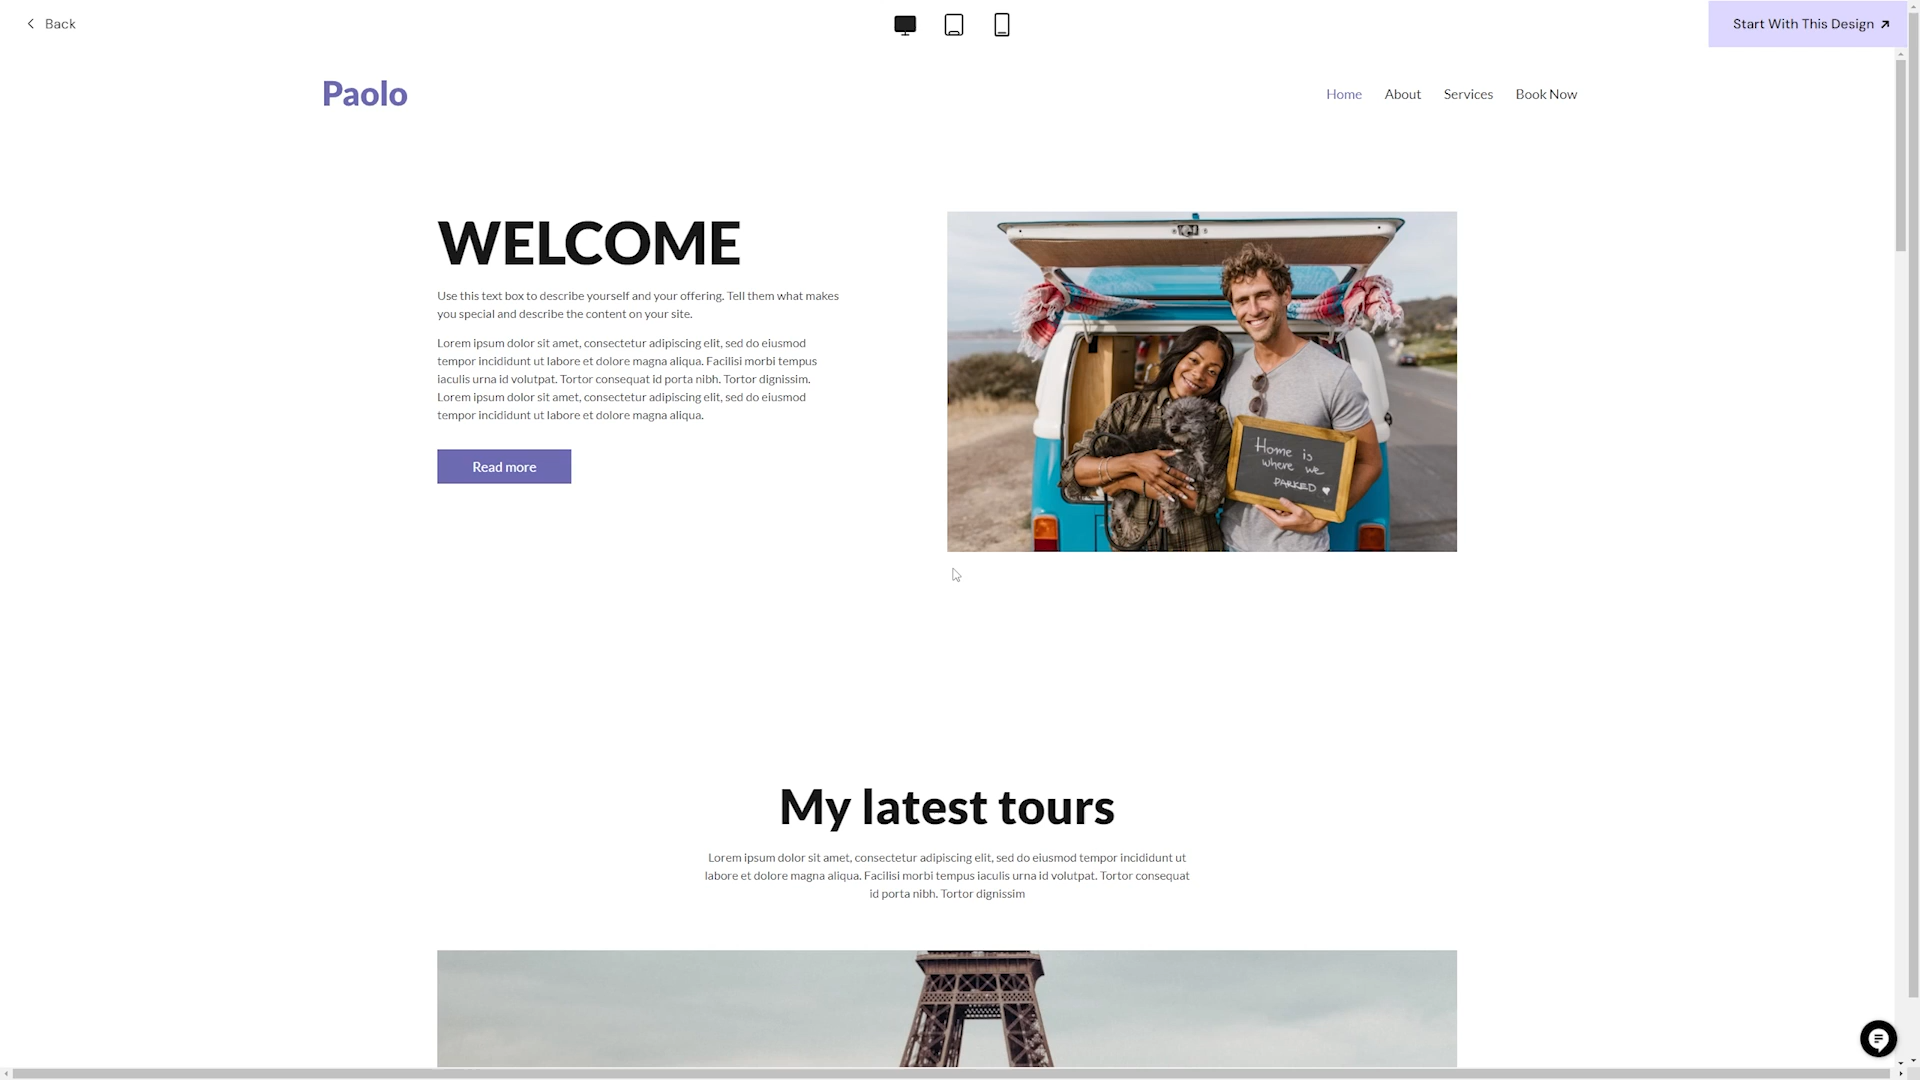 Back
Start With This Design
Paolo
Home About Services Book Now
WELCOME
Use this text box to describe yourself and your offering. Tell them what makes
you special and describe the content on your site.
Lorem ipsum dolor sit amet, consectetur adipiscing elit, sed do eiusmod
tempor incididunt ut labore et dolore magna aliqua. Facilisi morbi tempus
iaculis urna id volutpat. Tortor consequat id porta nibh. Tortor dignissim.
Lorem ipsum dolor sit amet, consectetur adipiscing elit, sed do eiusmod
tempor incididunt ut labore et dolore magna aliqua.
Read more
Home is
where we
PARKED ♥
My latest tours
Lorem ipsum dolor sit amet, consectetur adipiscing elit, sed do eiusmod tempor incididunt ut
labore et dolore magna aliqua. Facilisi morbi tempus iaculis urna id volutpat. Tortor consequat
id porta nibh. Tortor dignissim